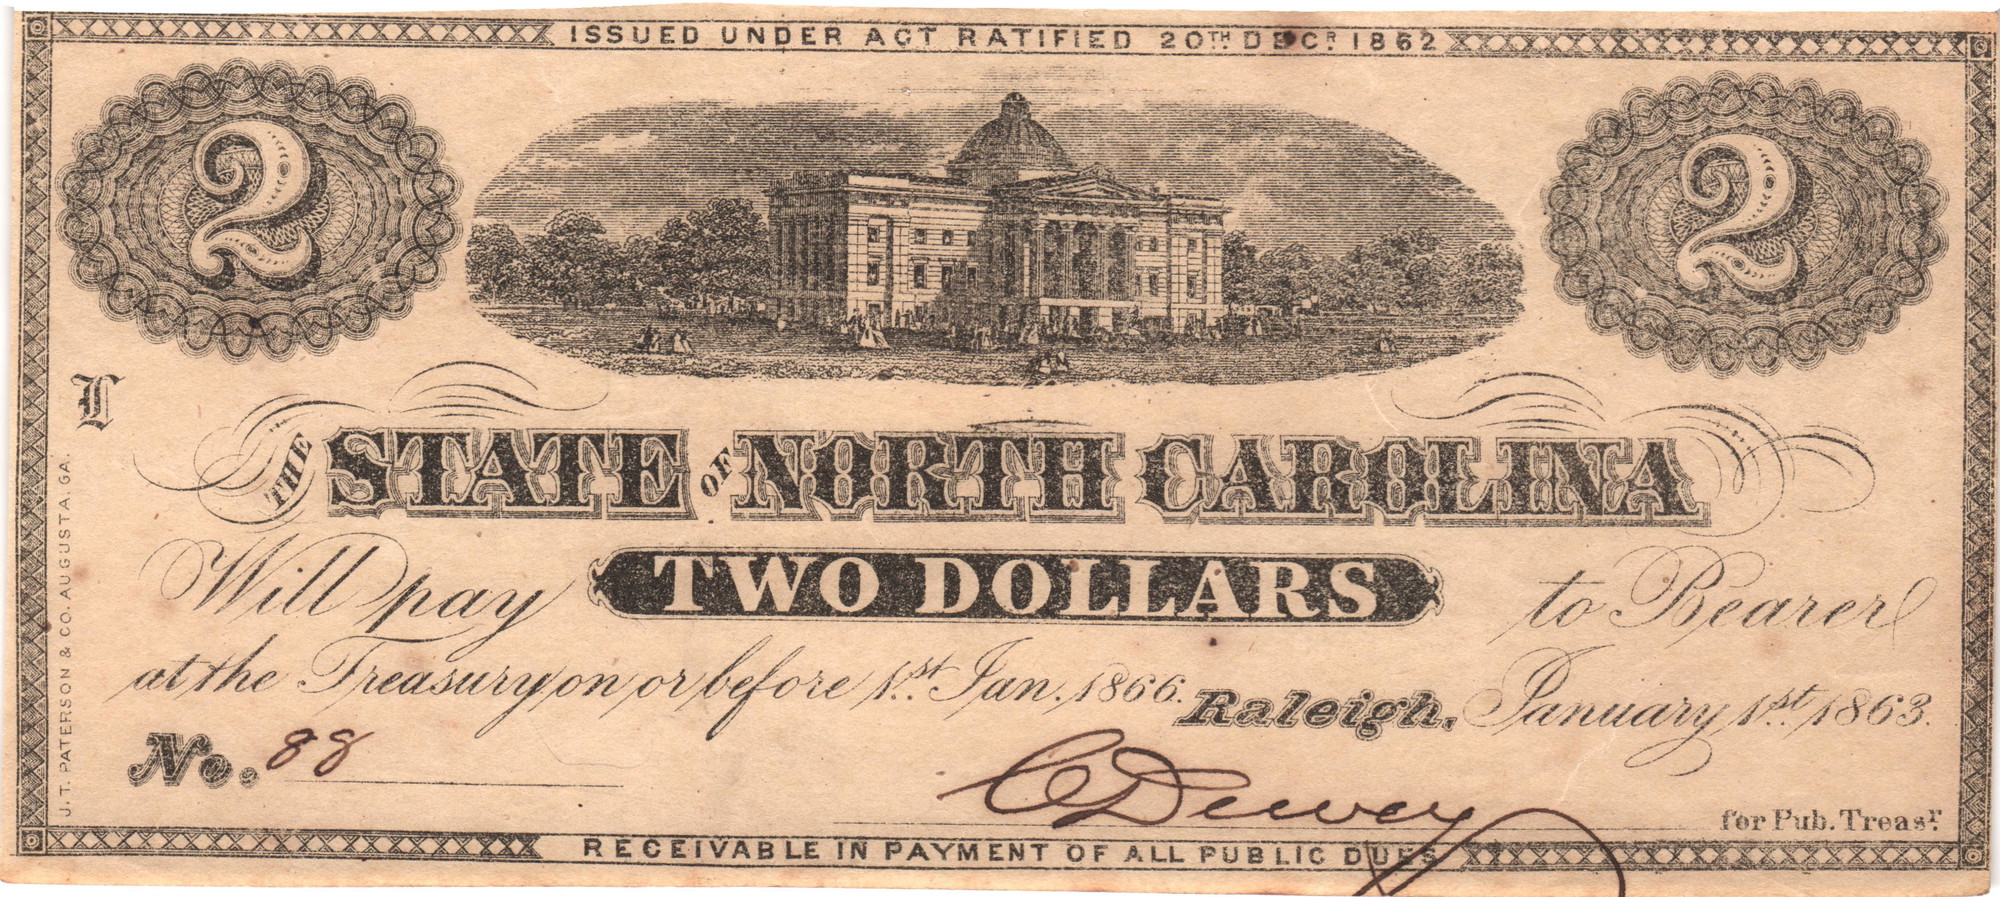 ISSUED UNDER ACT RATIFIED 20TH DECR 1862
2 2
L
THE STATE OF NORTH CAROLINA
Will pay TWO DOLLARS to Bearer
at the Treasury on or before 1st Jan. 1866. Raleigh, January 1st 1863.
No. 88
C Dewey for Pub. Treasr.
RECEIVABLE IN PAYMENT OF ALL PUBLIC DUES
J. T. PATERSON & CO. AUGUSTA, GA.